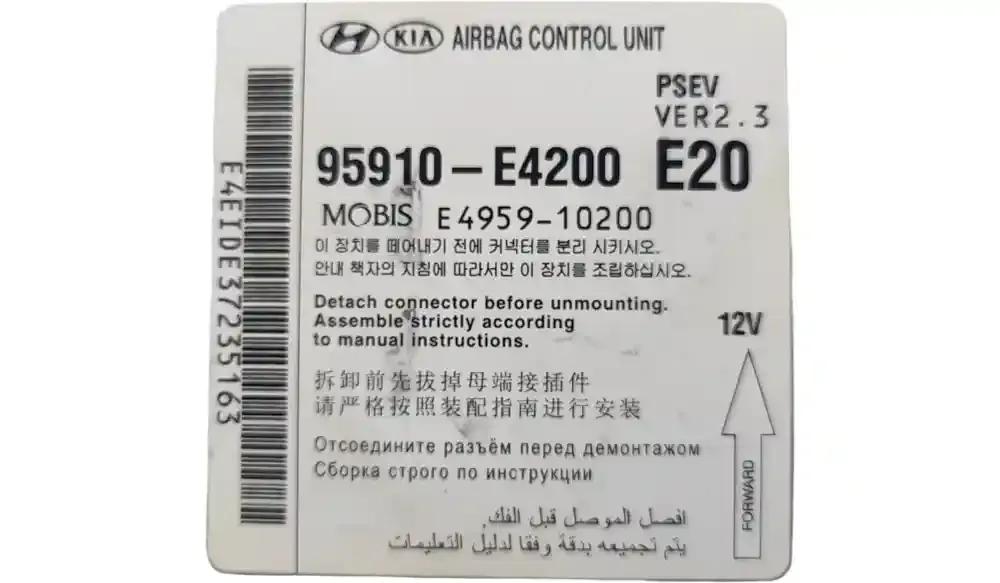 KIA AIRBAG CONTROL UNIT
PSEV
VER2.3
95910-E4200 E20
MOBIS E4959-10200
이 장치를 떼어내기 전에 커넥터를 분리 시키시오.
안내 책자의 지침에 따라서만 이 장치를 조립하십시오.
Detach connector before unmounting.
Assemble strictly according
to manual instructions.
12V
拆卸前先拔掉母端接插件
请严格按照装配指南进行安装
Отсоедините разъём перед демонтажом
Сборка строго по инструкции
افصل الموصل قبل الفك.
يتم تجميعه بدقة وفقا لدليل التعليمات
FORWARD
E4EIDE37235163